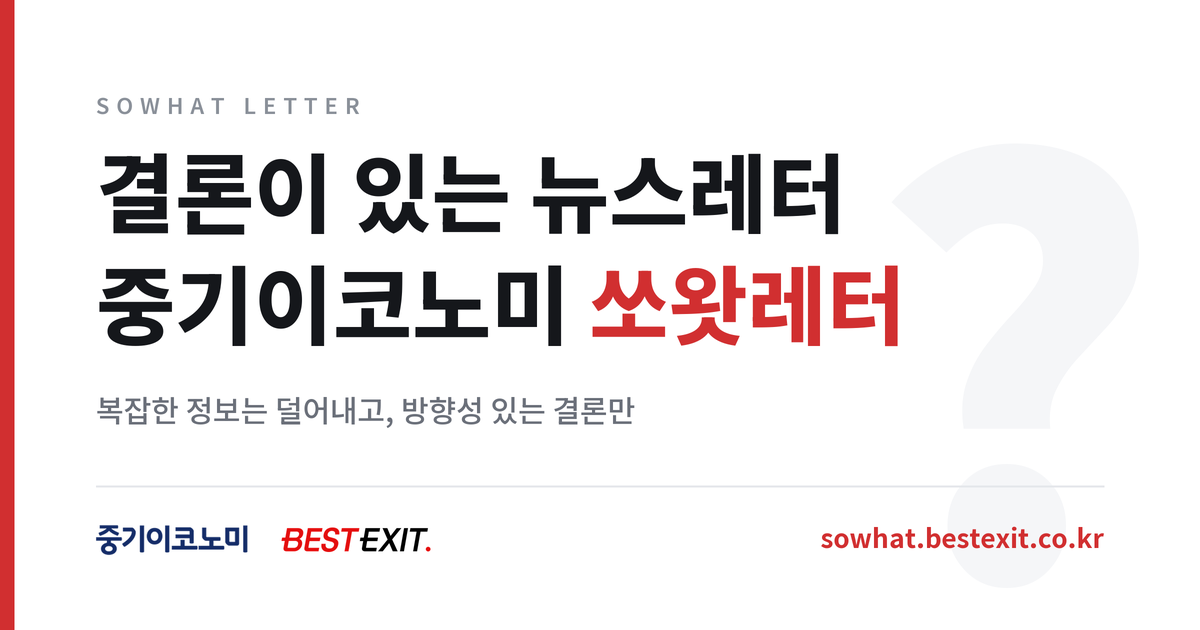 SOWHAT LETTER
결론이 있는 뉴스레터
중기이코노미 쏘왓레터
복잡한 정보는 덜어내고, 방향성 있는 결론만
중기이코노미 BEST EXIT. sowhat.bestexit.co.kr
?